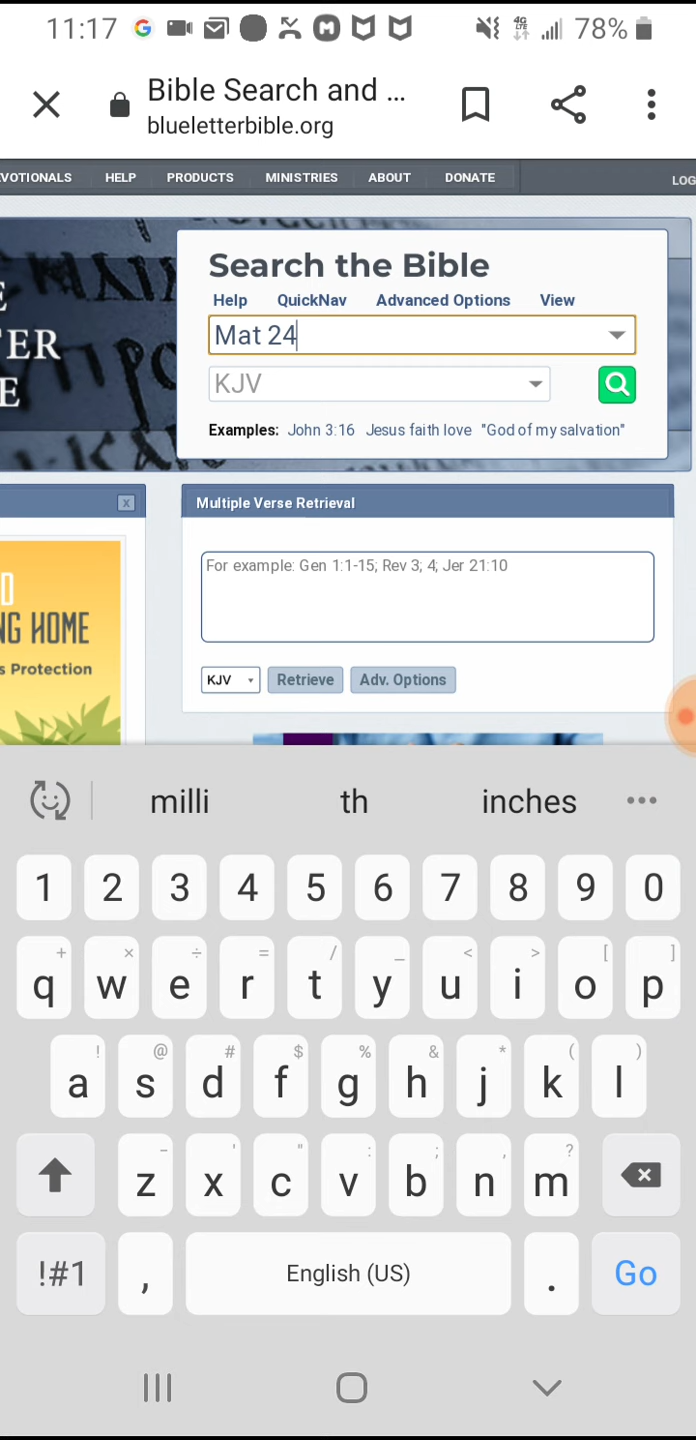 11:17 78%
Bible Search and ...
blueletterbible.org
VOTIONALS HELP PRODUCTS MINISTRIES ABOUT DONATE LOG
Search the Bible
Help QuickNav Advanced Options View
Mat 24
KJV
Examples: John 3:16 Jesus faith love "God of my salvation"
E
ER
E
x
Multiple Verse Retrieval
For example: Gen 1:1-15; Rev 3; 4; Jer 21:10
KJV Retrieve Adv. Options
D
NG HOME
s Protection
milli th inches
1 2 3 4 5 6 7 8 9 0
+ × ÷ = / _ < > [ ]
q w e r t y u i o p
! @ # $ % & * ( )
a s d f g h j k l
- ' " : ; , ?
z x c v b n m
!#1 , English (US) . Go